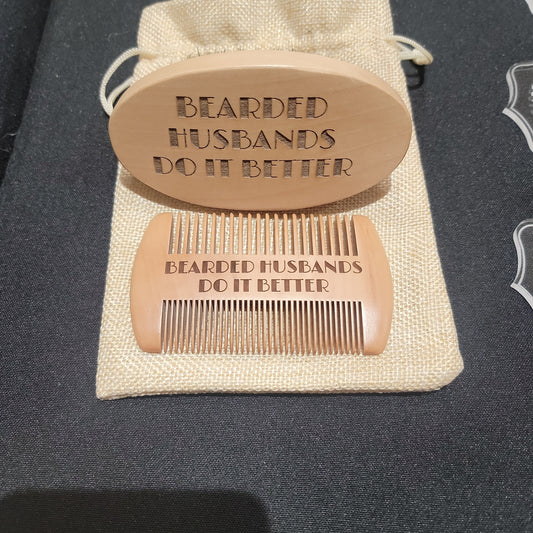 BEARDED
HUSBANDS
DO IT BETTER
BEARDED HUSBANDS
DO IT BETTER